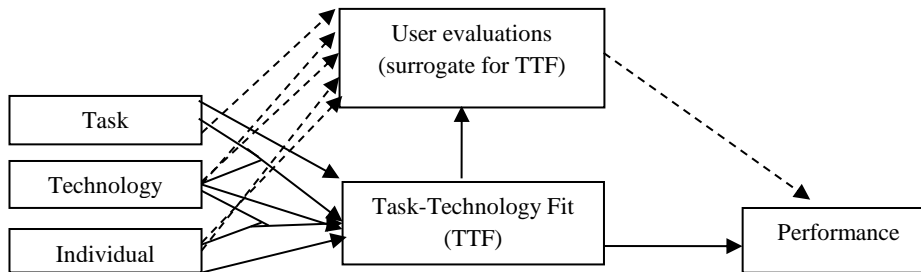 User evaluations
(surrogate for TTF)
Task
Technology
Task-Technology Fit
(TTF)
Individual
Performance